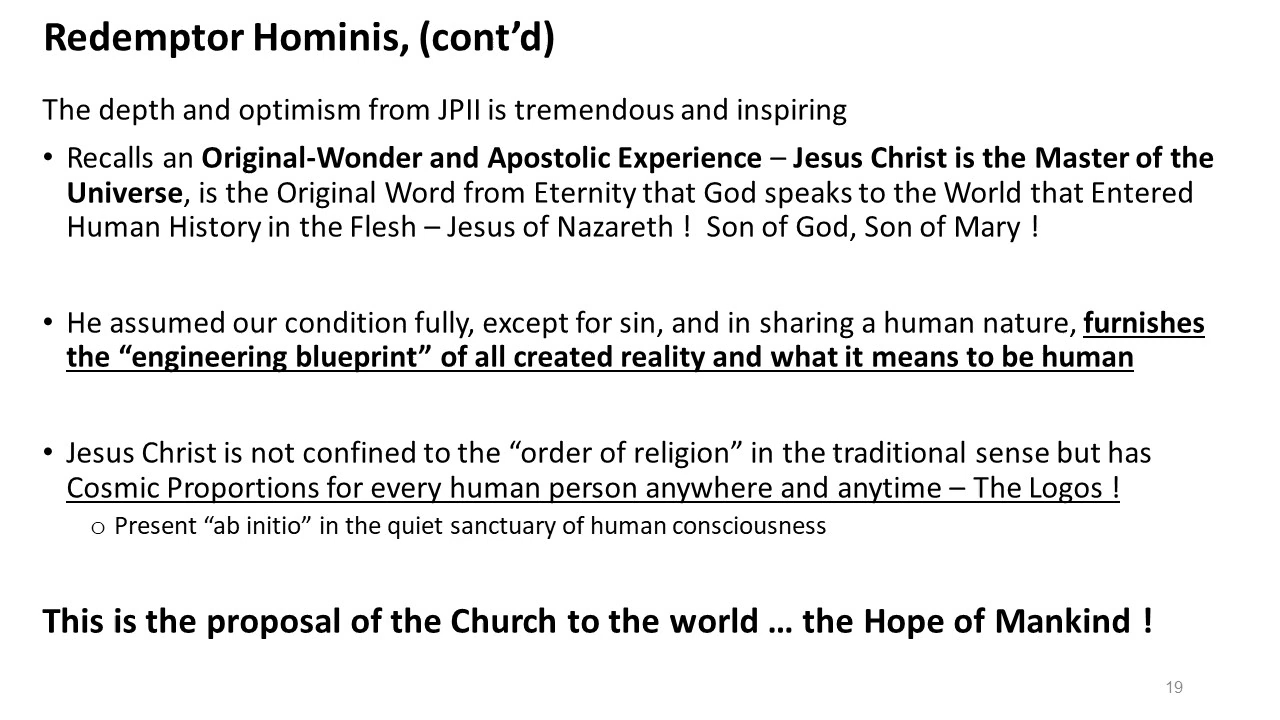 Redemptor Hominis, (cont’d)
The depth and optimism from JPII is tremendous and inspiring
• Recalls an Original-Wonder and Apostolic Experience – Jesus Christ is the Master of the
Universe, is the Original Word from Eternity that God speaks to the World that Entered
Human History in the Flesh – Jesus of Nazareth ! Son of God, Son of Mary !
• He assumed our condition fully, except for sin, and in sharing a human nature, furnishes
the “engineering blueprint” of all created reality and what it means to be human
• Jesus Christ is not confined to the “order of religion” in the traditional sense but has
Cosmic Proportions for every human person anywhere and anytime – The Logos !
o Present “ab initio” in the quiet sanctuary of human consciousness
This is the proposal of the Church to the world … the Hope of Mankind !
19